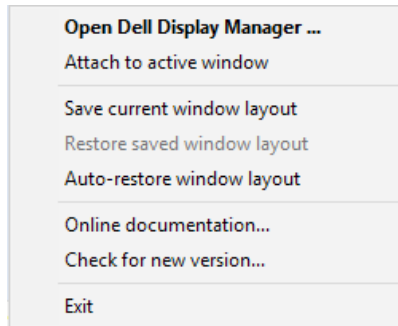 Open Dell Display Manager ...
Attach to active window
Save current window layout
Restore saved window layout
Auto-restore window layout
Online documentation...
Check for new version...
Exit